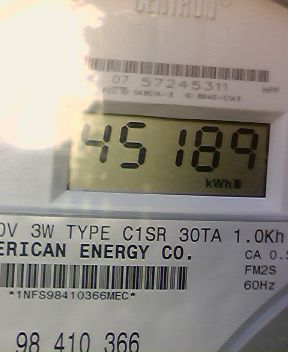 CENTRON®
07 57245311
45189
kWh
0V 3W TYPE C1SR 30TA 1.0Kh
ERICAN ENERGY CO.
CA 0.5
FM2S
*1NFS98410366MEC*
60Hz
98 410 366